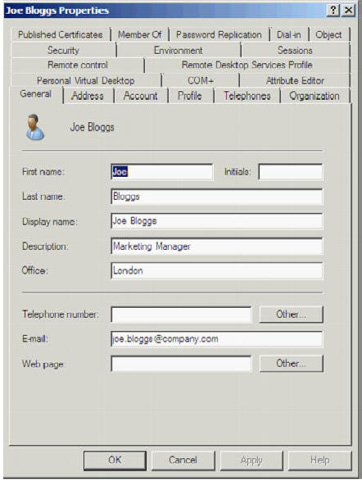 Joe Bloggs Properties
Published Certificates Member Of Password Replication Dial-in Object
Security Environment Sessions
Remote control Remote Desktop Services Profile
Personal Virtual Desktop COM+ Attribute Editor
General Address Account Profile Telephones Organization
Joe Bloggs
First name: Joe Initials:
Last name: Bloggs
Display name: Joe Bloggs
Description: Marketing Manager
Office: London
Telephone number: Other...
E-mail: joe.bloggs@company.com
Web page: Other...
OK Cancel Apply Help